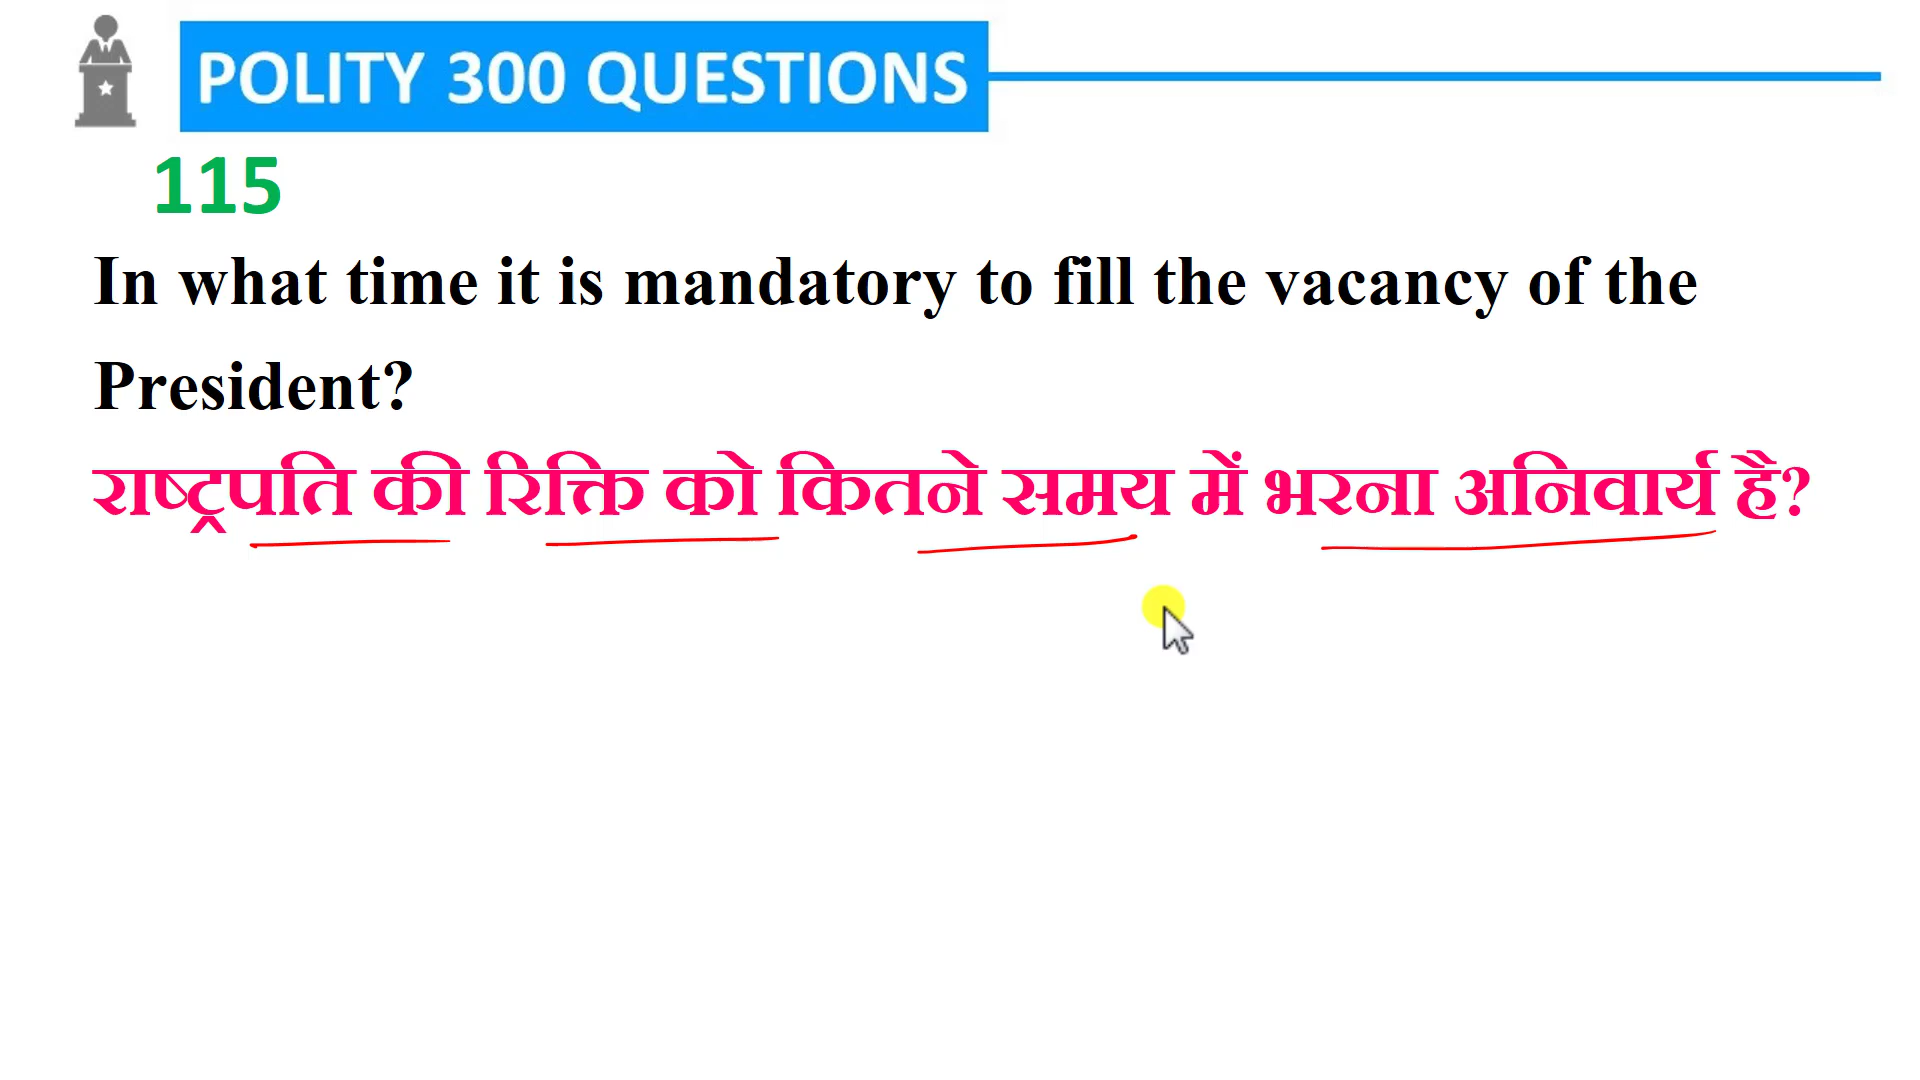 POLITY 300 QUESTIONS
115
In what time it is mandatory to fill the vacancy of the
President?
राष्ट्रपति की रिक्ति को कितने समय में भरना अनिवार्य है?